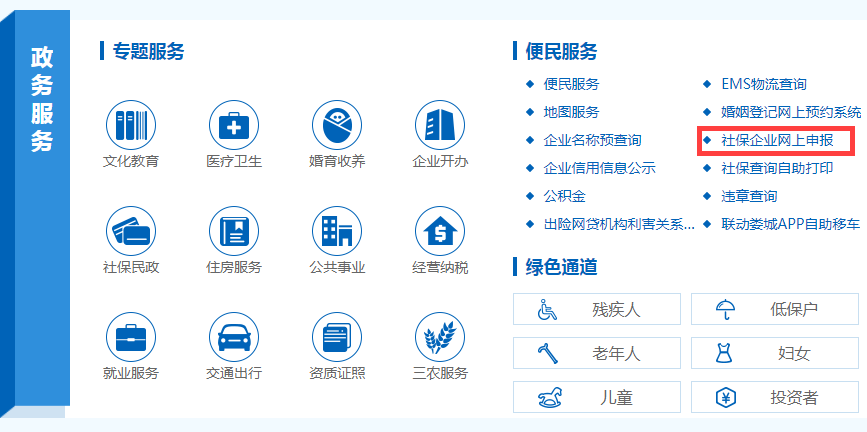 政务服务
专题服务
文化教育
医疗卫生
婚育收养
企业开办
社保民政
住房服务
公共事业
经营纳税
就业服务
交通出行
资质证照
三农服务
便民服务
便民服务
EMS物流查询
地图服务
婚姻登记网上预约系统
企业名称预查询
社保企业网上申报
企业信用信息公示
社保查询自助打印
公积金
违章查询
出险网贷机构利害关系...
联动娄城APP自助移车
绿色通道
残疾人
低保户
老年人
妇女
儿童
投资者